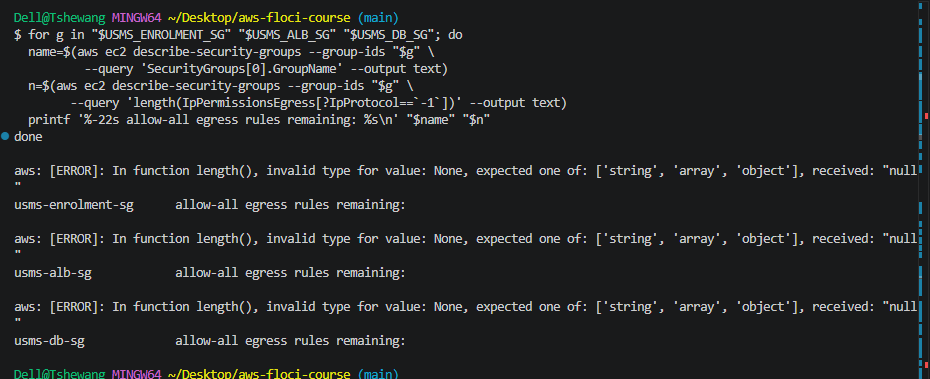 Dell@Tshewang MINGW64 ~/Desktop/aws-floci-course (main)
$ for g in "$USMS_ENROLMENT_SG" "$USMS_ALB_SG" "$USMS_DB_SG"; do
  name=$(aws ec2 describe-security-groups --group-ids "$g" \
         --query 'SecurityGroups[0].GroupName' --output text)
  n=$(aws ec2 describe-security-groups --group-ids "$g" \
       --query 'length(IpPermissionsEgress[?IpProtocol==`-1`])' --output text)
  printf '%-22s allow-all egress rules remaining: %s\n' "$name" "$n"
done
aws: [ERROR]: In function length(), invalid type for value: None, expected one of: ['string', 'array', 'object'], received: "null
"
usms-enrolment-sg      allow-all egress rules remaining:
aws: [ERROR]: In function length(), invalid type for value: None, expected one of: ['string', 'array', 'object'], received: "null
"
usms-alb-sg            allow-all egress rules remaining:
aws: [ERROR]: In function length(), invalid type for value: None, expected one of: ['string', 'array', 'object'], received: "null
"
usms-db-sg             allow-all egress rules remaining:
Dell@Tshewang MINGW64 ~/Desktop/aws-floci-course (main)